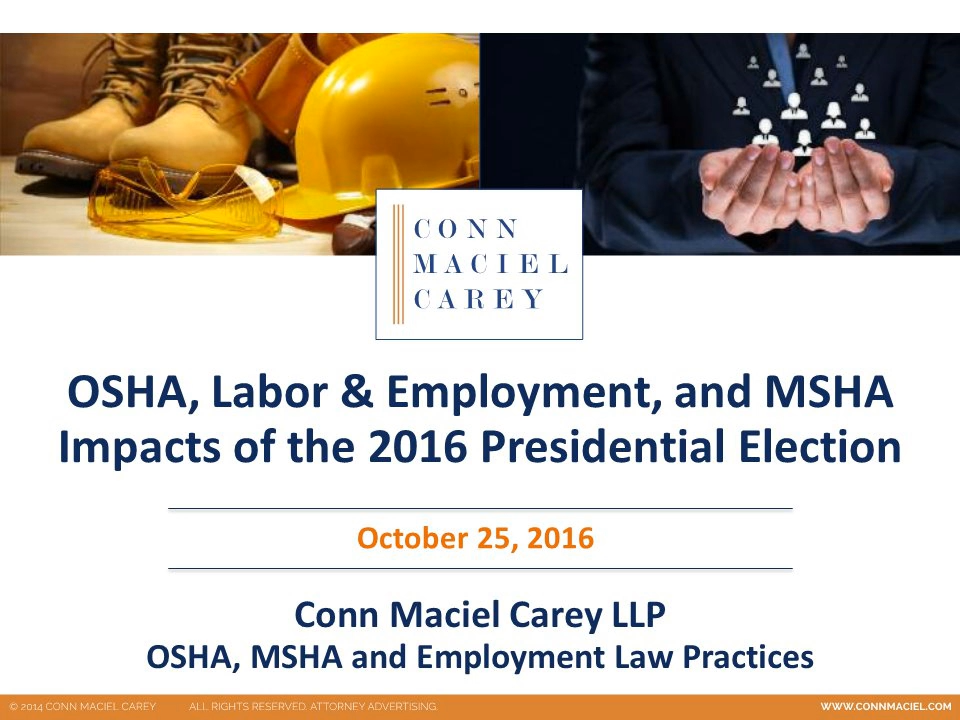 CONN
MACIEL
CAREY
OSHA, Labor & Employment, and MSHA
Impacts of the 2016 Presidential Election
October 25, 2016
Conn Maciel Carey LLP
OSHA, MSHA and Employment Law Practices
© 2014 CONN MACIEL CAREY ALL RIGHTS RESERVED. ATTORNEY ADVERTISING. WWW.CONNMACIEL.COM